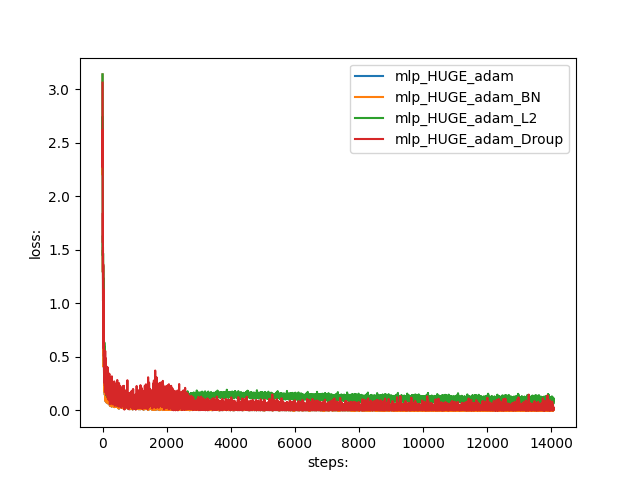 mlp_HUGE_adam
mlp_HUGE_adam_BN
mlp_HUGE_adam_L2
mlp_HUGE_adam_Droup
3.0
2.5
2.0
1.5
1.0
0.5
0.0
loss:
0 2000 4000 6000 8000 10000 12000 14000
steps: